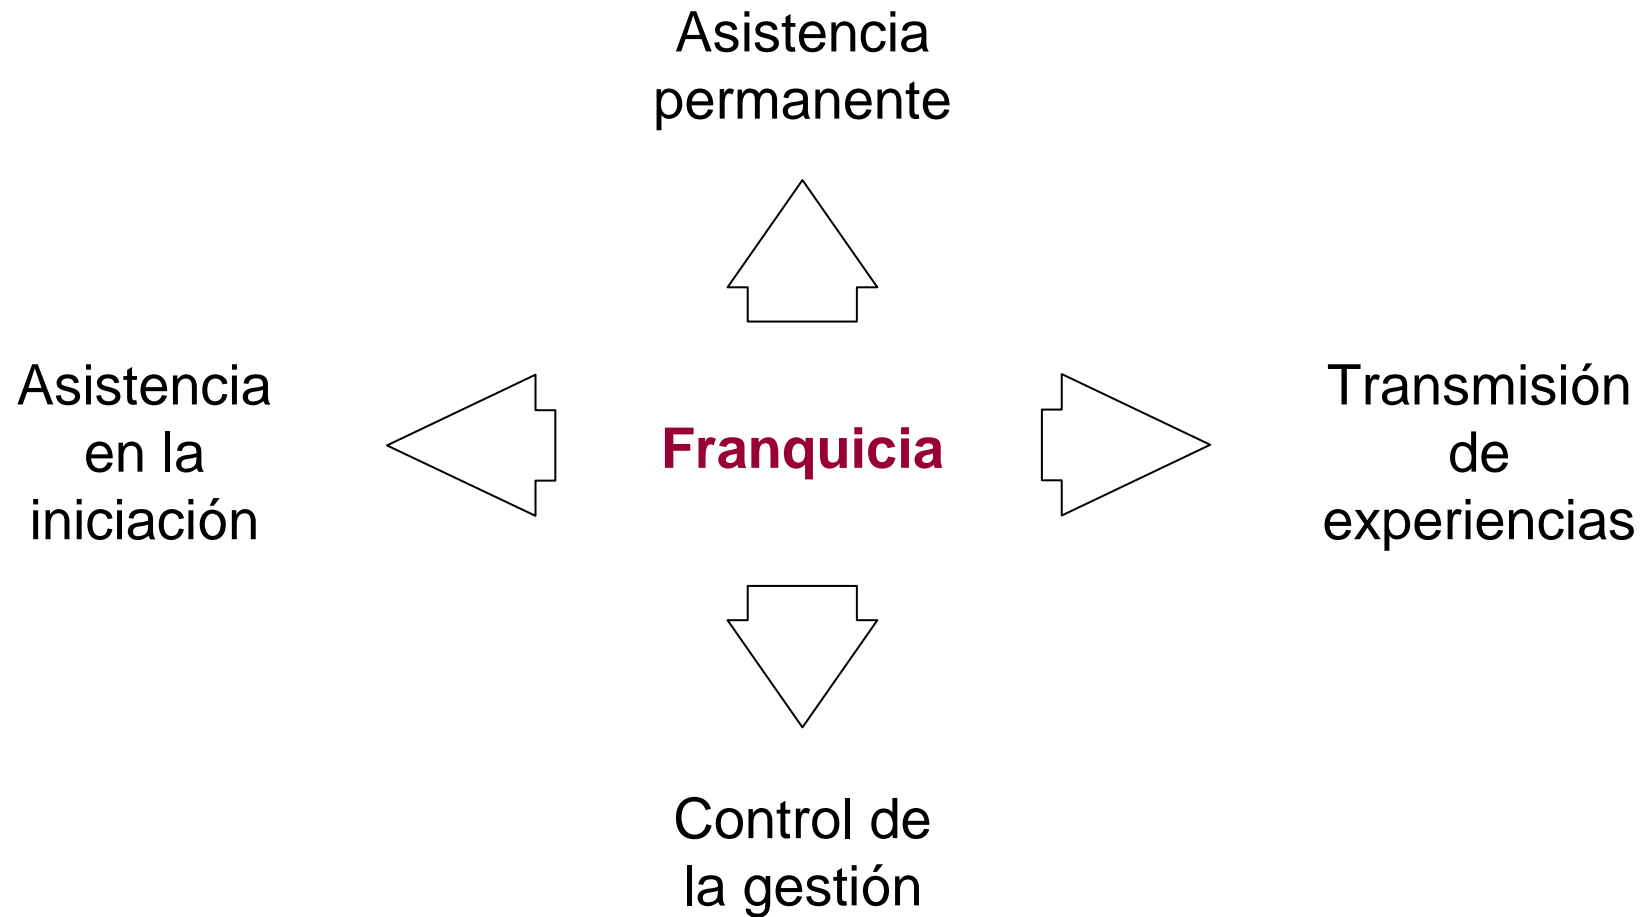 Asistencia
permanente
Asistencia
en la
iniciación
Franquicia
Transmisión
de
experiencias
Control de
la gestión